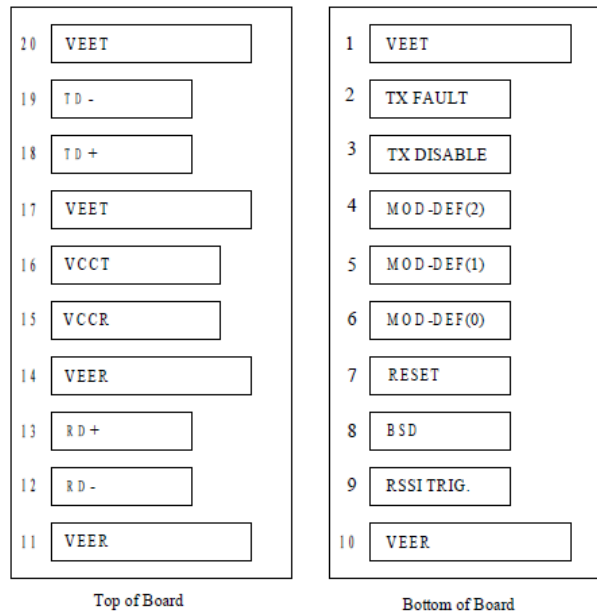 20 VEET
19 TD-
18 TD+
17 VEET
16 VCCT
15 VCCR
14 VEER
13 RD+
12 RD-
11 VEER
Top of Board
1 VEET
2 TX FAULT
3 TX DISABLE
4 MOD-DEF(2)
5 MOD-DEF(1)
6 MOD-DEF(0)
7 RESET
8 BSD
9 RSSI TRIG.
10 VEER
Bottom of Board